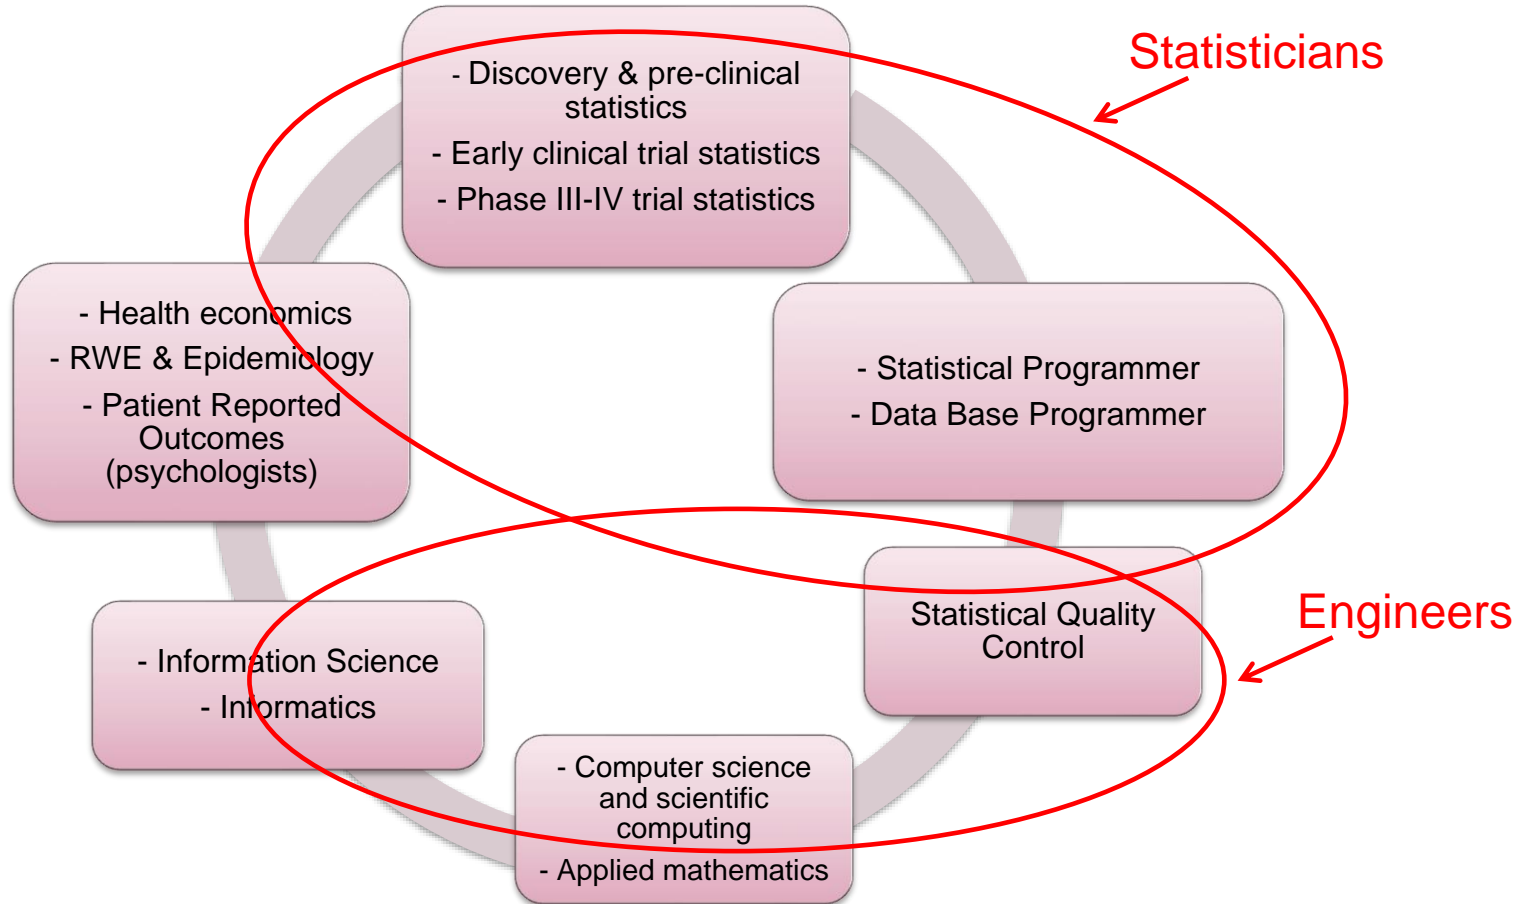 Statisticians
- Discovery & pre-clinical
statistics
- Early clinical trial statistics
- Phase III-IV trial statistics
- Health economics
- RWE & Epidemiology
- Patient Reported
Outcomes
(psychologists)
- Statistical Programmer
- Data Base Programmer
Engineers
Statistical Quality
Control
- Information Science
- Informatics
- Computer science
and scientific
computing
- Applied mathematics